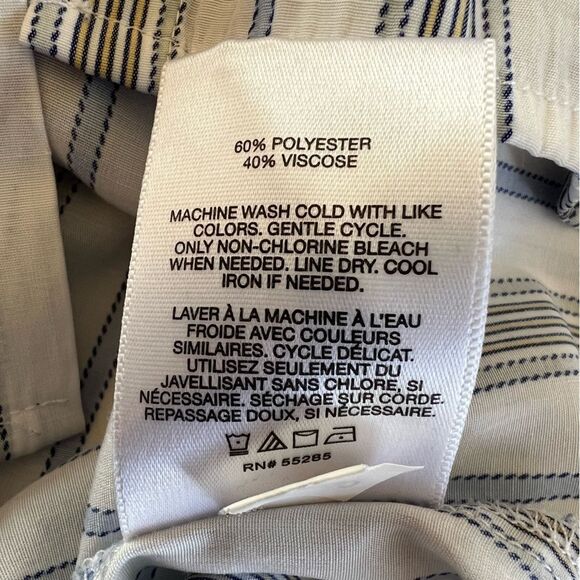 60% POLYESTER
40% VISCOSE
MACHINE WASH COLD WITH LIKE
COLORS. GENTLE CYCLE.
ONLY NON-CHLORINE BLEACH
WHEN NEEDED. LINE DRY. COOL
IRON IF NEEDED.
LAVER À LA MACHINE À L'EAU
FROIDE AVEC COULEURS
SIMILAIRES. CYCLE DÉLICAT.
UTILISEZ SEULEMENT DU
JAVELLISANT SANS CHLORE, SI
NÉCESSAIRE. SÉCHAGE SUR CORDE.
REPASSAGE DOUX, SI NÉCESSAIRE.
RN# 55285